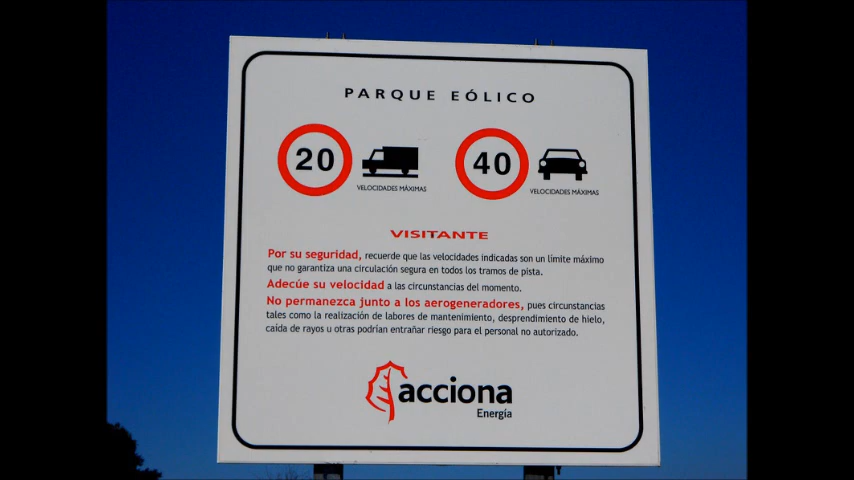 PARQUE EÓLICO
20 40
VELOCIDADES MÁXIMAS VELOCIDADES MÁXIMAS
VISITANTE
Por su seguridad, recuerde que las velocidades indicadas son un límite máximo
que no garantiza una circulación segura en todos los tramos de pista.
Adecúe su velocidad a las circunstancias del momento.
No permanezca junto a los aerogeneradores, pues circunstancias
tales como la realización de labores de mantenimiento, desprendimiento de hielo,
caída de rayos u otras podrían entrañar riesgo para el personal no autorizado.
acciona
Energía